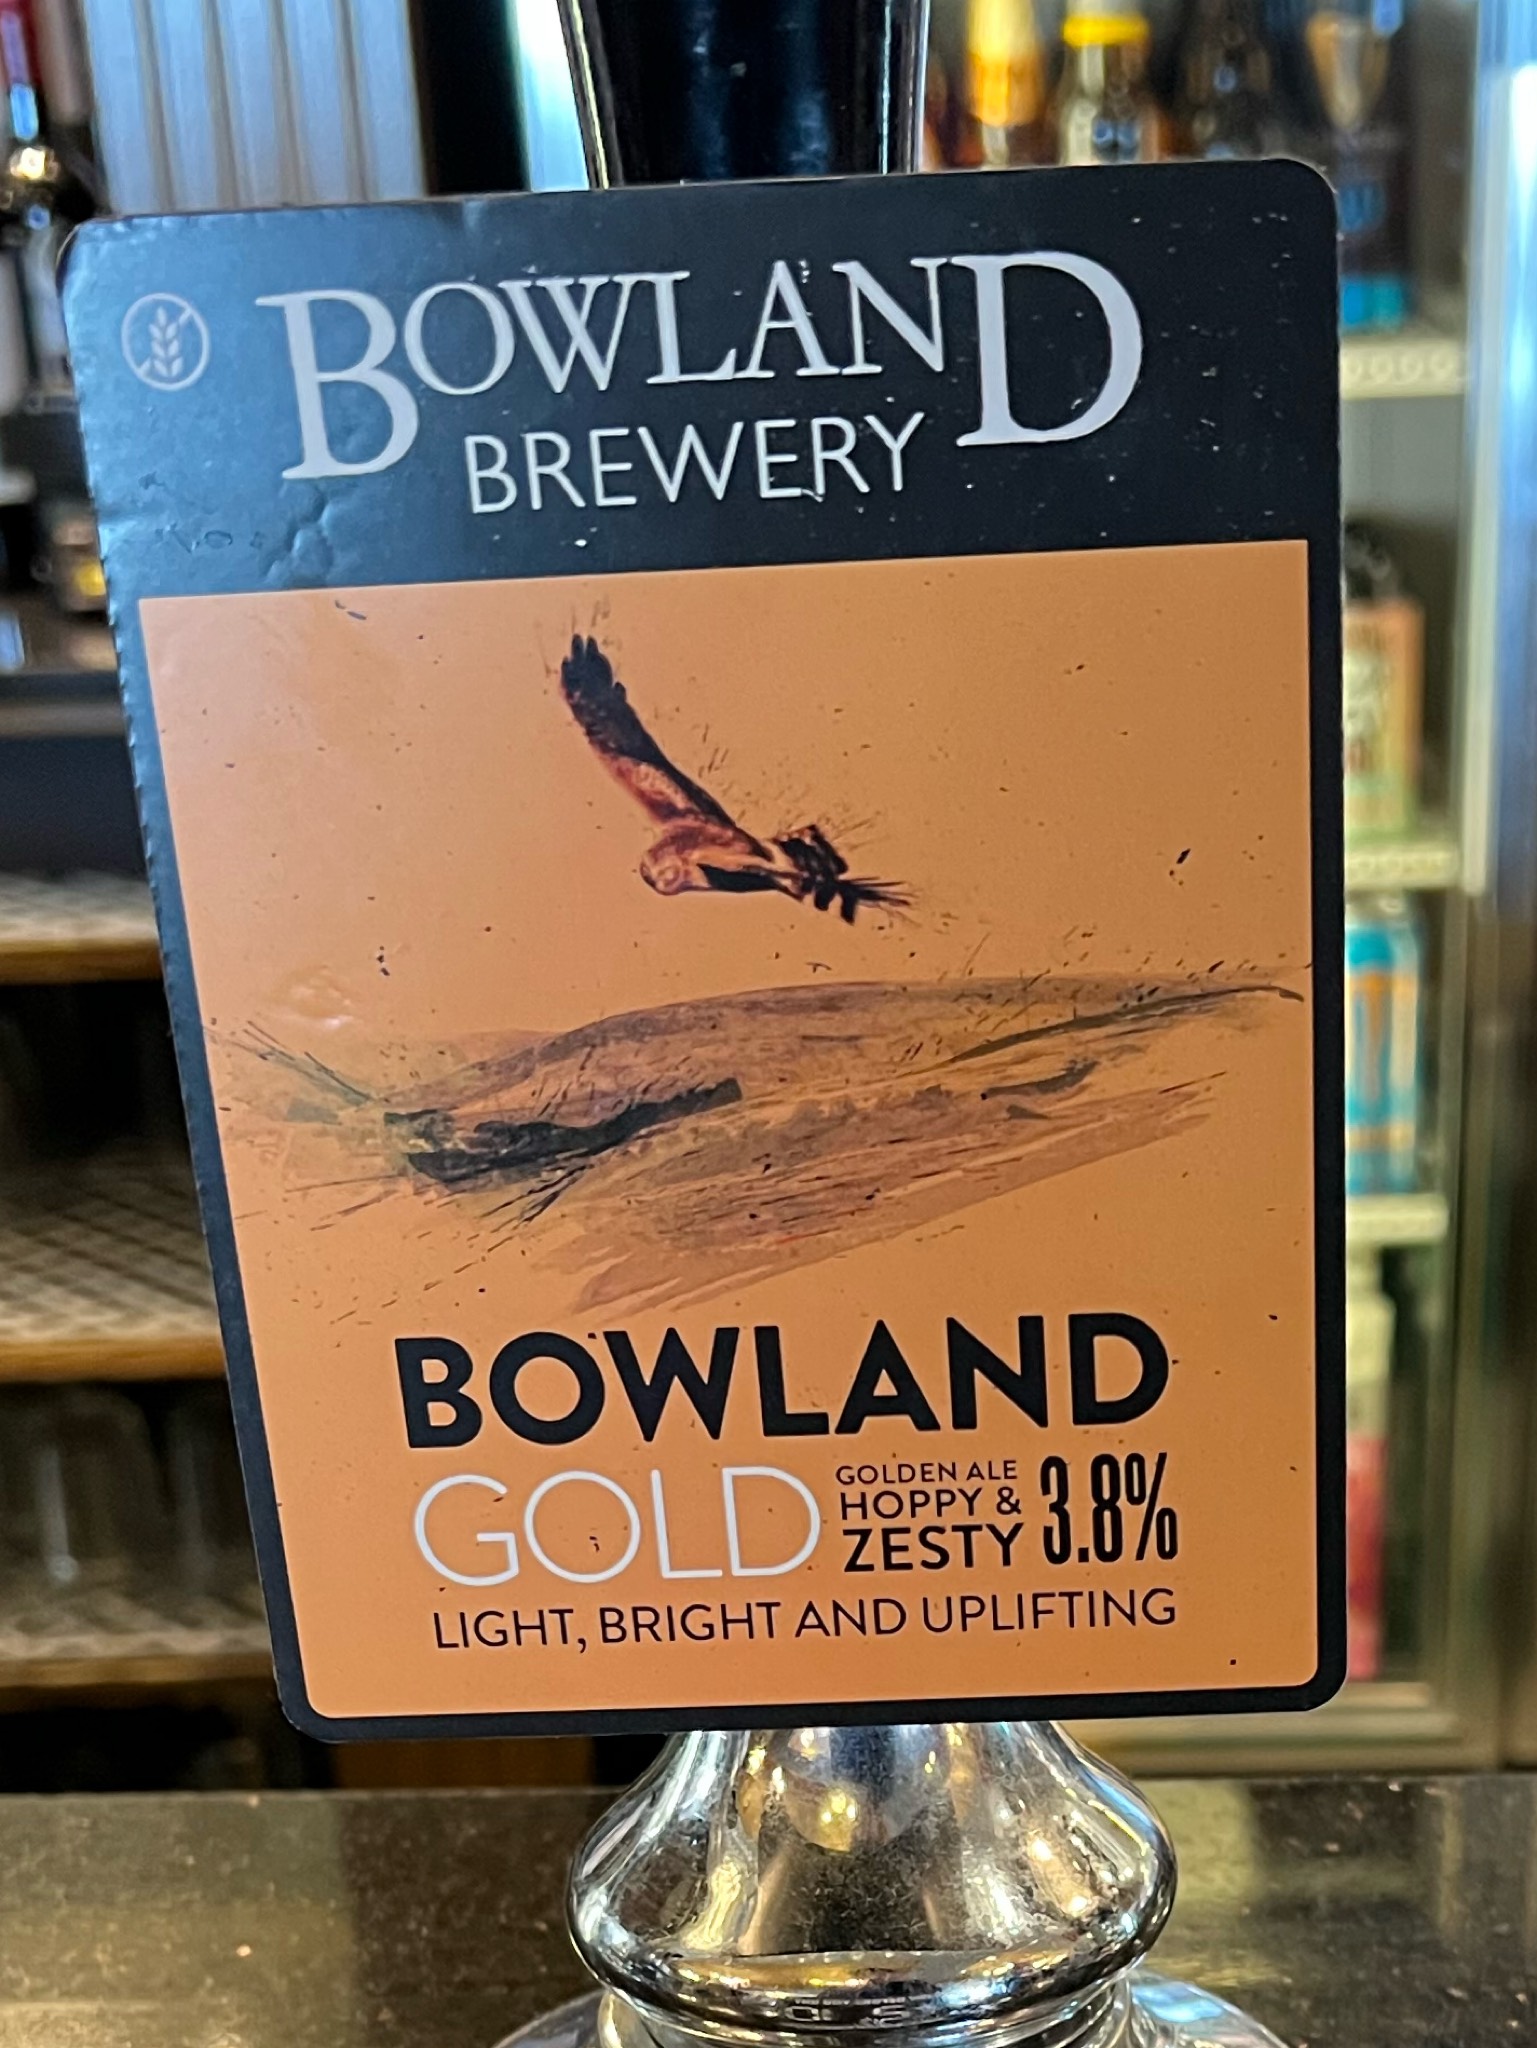 BOWLAND
BREWERY
BOWLAND
GOLD
GOLDEN ALE
HOPPY &
ZESTY
3.8%
LIGHT, BRIGHT AND UPLIFTING